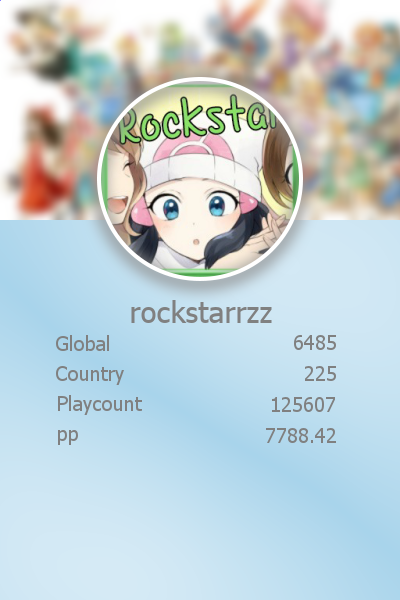 Rockstar
rockstarrzz
Global 6485
Country 225
Playcount 125607
pp 7788.42